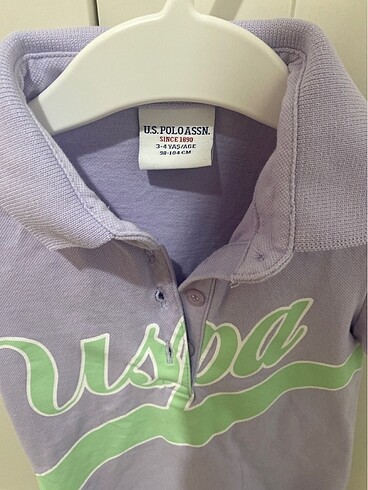 U.S. POLO ASSN.
SINCE 1890
3-4 YAŞ/AGE
98-104 CM
uspa